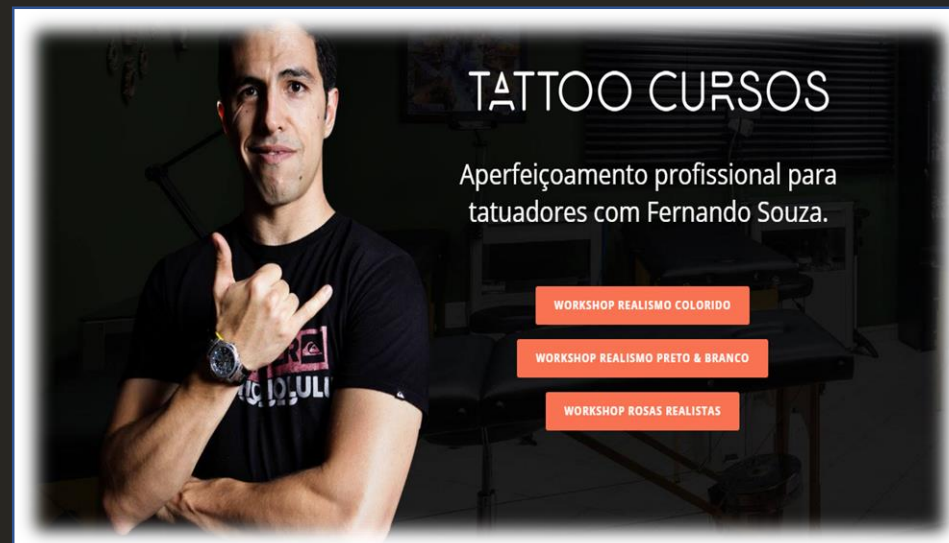 TATTOO CURSOS
Aperfeiçoamento profissional para
tatuadores com Fernando Souza.
WORKSHOP REALISMO COLORIDO
WORKSHOP REALISMO PRETO & BRANCO
WORKSHOP ROSAS REALISTAS